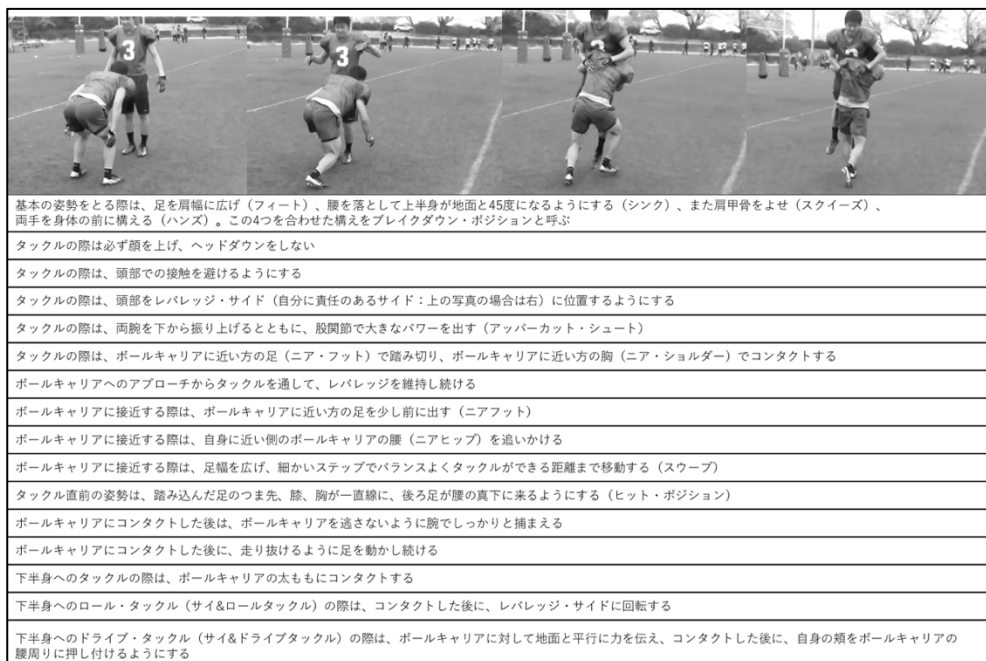 3
3
3
基本の姿勢をとる際は、足を肩幅に広げ（フィート）、腰を落として上半身が地面と45度になるようにする（シンク）、また肩甲骨をよせ（スクイーズ）、
両手を身体の前に構える（ハンズ）。この4つを合わせた構えをブレイクダウン・ポジションと呼ぶ
タックルの際は必ず顔を上げ、ヘッドダウンをしない
タックルの際は、頭部での接触を避けるようにする
タックルの際は、頭部をレバレッジ・サイド（自分に責任のあるサイド：上の写真の場合は右）に位置するようにする
タックルの際は、両腕を下から振り上げるとともに、股関節で大きなパワーを出す（アッパーカット・シュート）
タックルの際は、ボールキャリアに近い方の足（ニア・フット）で踏み切り、ボールキャリアに近い方の胸（ニア・ショルダー）でコンタクトする
ボールキャリアへのアプローチからタックルを通して、レバレッジを維持し続ける
ボールキャリアに接近する際は、ボールキャリアに近い方の足を少し前に出す（ニアフット）
ボールキャリアに接近する際は、自身に近い側のボールキャリアの腰（ニアヒップ）を追いかける
ボールキャリアに接近する際は、足幅を広げ、細かいステップでバランスよくタックルができる距離まで移動する（スウープ）
タックル直前の姿勢は、踏み込んだ足のつま先、膝、胸が一直線に、後ろ足が腰の真下に来るようにする（ヒット・ポジション）
ボールキャリアにコンタクトした後は、ボールキャリアを逃さないように腕でしっかりと捕まえる
ボールキャリアにコンタクトした後に、走り抜けるように足を動かし続ける
下半身へのタックルの際は、ボールキャリアの太ももにコンタクトする
下半身へのロール・タックル（サイ&ロールタックル）の際は、コンタクトした後に、レバレッジ・サイドに回転する
下半身へのドライブ・タックル（サイ&ドライブタックル）の際は、ボールキャリアに対して地面と平行に力を伝え、コンタクトした後に、自身の頬をボールキャリアの
腰周りに押し付けるようにする